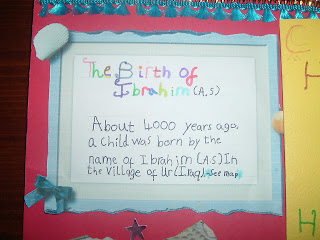 The Birth of
Ibrahim (A,S)
About 4000 years ago,
a child was born by the
name of Ibrahim (AS) In
the village of Ur (Iraq) See map
C
H
H